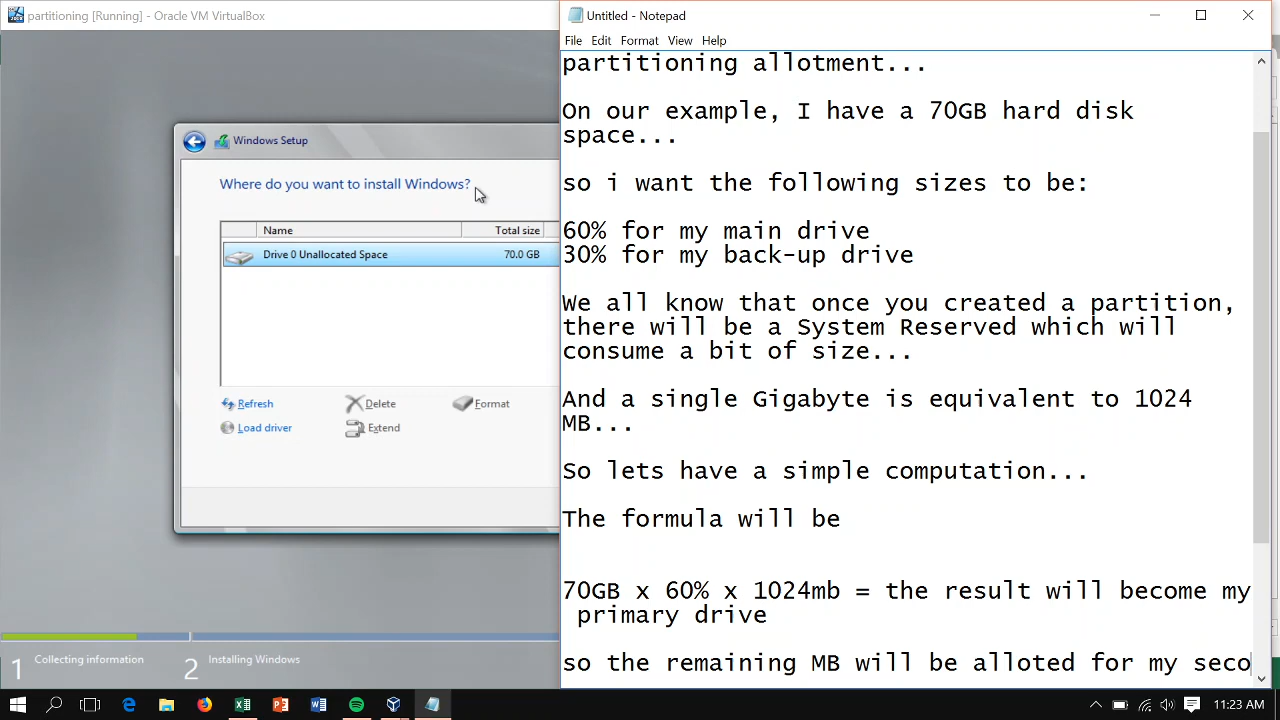 partitioning [Running] - Oracle VM VirtualBox
Untitled - Notepad
File Edit Format View Help
partitioning allotment...
On our example, I have a 70GB hard disk
space...
so i want the following sizes to be:
60% for my main drive
30% for my back-up drive
We all know that once you created a partition,
there will be a System Reserved which will
consume a bit of size...
And a single Gigabyte is equivalent to 1024
MB...
So lets have a simple computation...
The formula will be
70GB x 60% x 1024mb = the result will become my
primary drive
so the remaining MB will be alloted for my seco
Windows Setup
Where do you want to install Windows?
Name Total size
Drive 0 Unallocated Space 70.0 GB
Refresh Delete Format
Load driver Extend
1 Collecting information 2 Installing Windows
11:23 AM